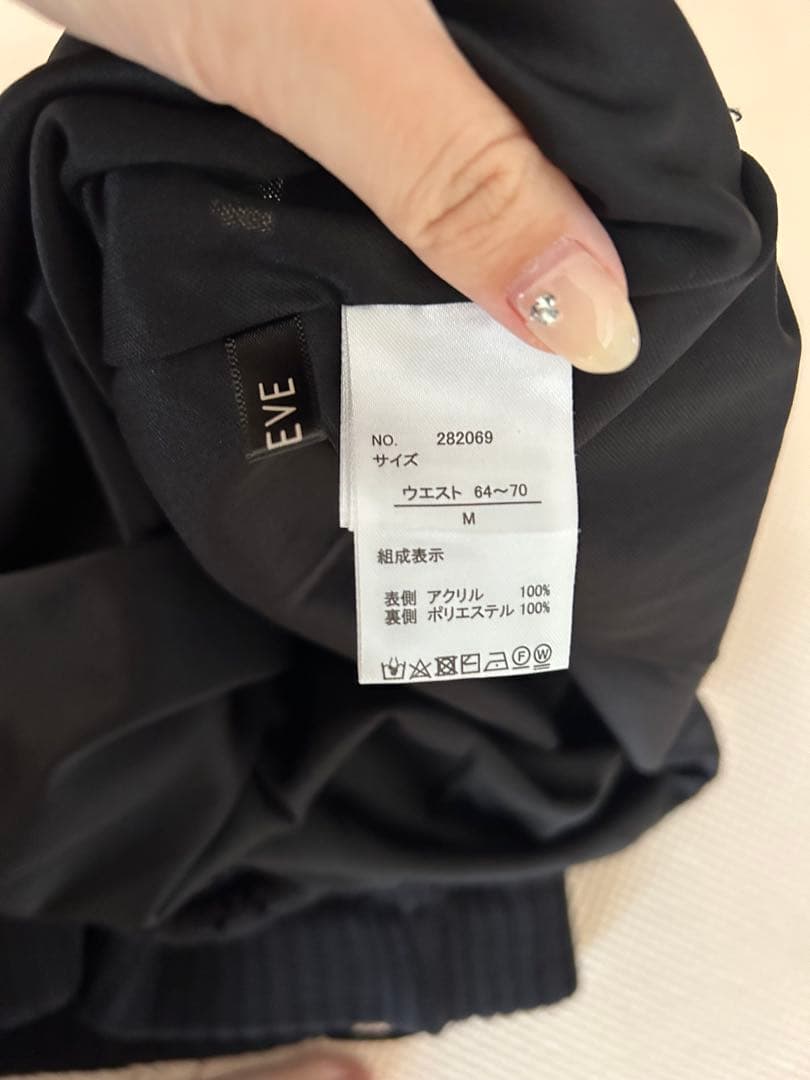 EVE
NO. 282069
サイズ
ウエスト 64～70
M
組成表示
表側 アクリル 100%
裏側 ポリエステル 100%
F W